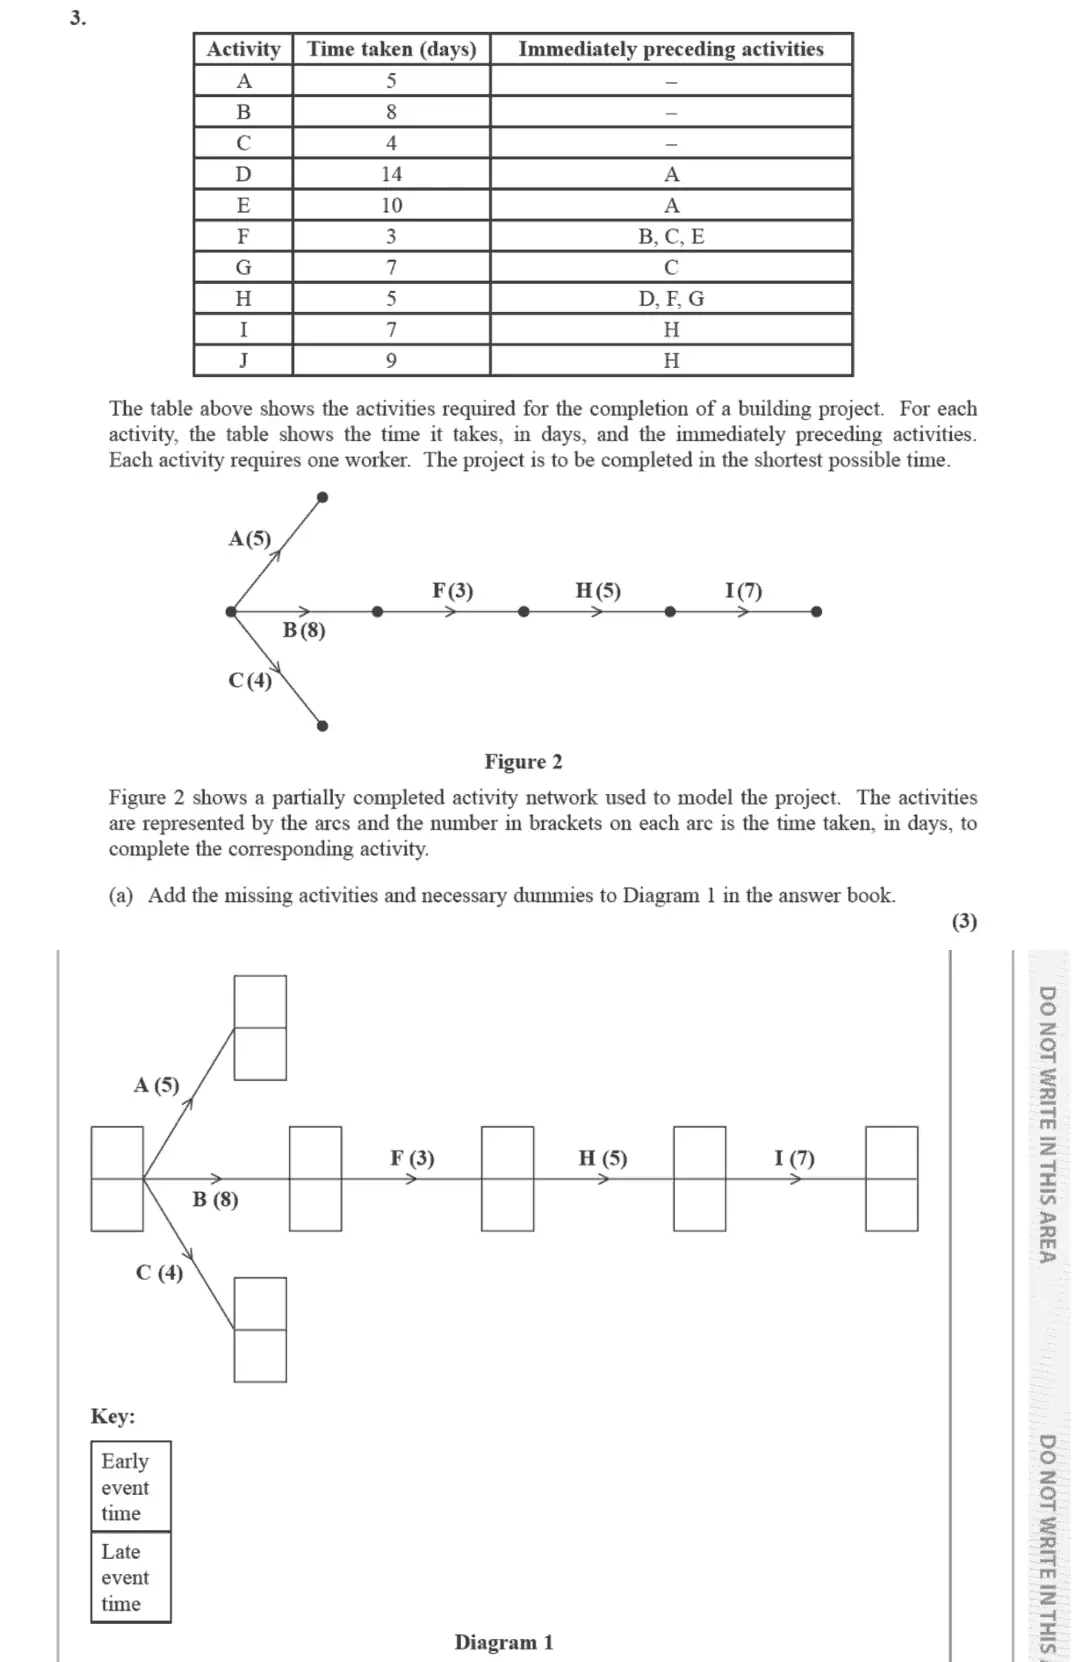 3.
Activity Time taken (days) Immediately preceding activities
A 5 –
B 8 –
C 4 –
D 14 A
E 10 A
F 3 B, C, E
G 7 C
H 5 D, F, G
I 7 H
J 9 H
The table above shows the activities required for the completion of a building project. For each
activity, the table shows the time it takes, in days, and the immediately preceding activities.
Each activity requires one worker. The project is to be completed in the shortest possible time.
A(5)
F(3) H(5) I(7)
B(8)
C(4)
Figure 2
Figure 2 shows a partially completed activity network used to model the project. The activities
are represented by the arcs and the number in brackets on each arc is the time taken, in days, to
complete the corresponding activity.
(a) Add the missing activities and necessary dummies to Diagram 1 in the answer book.
(3)
A (5)
F (3) H (5) I (7)
B (8)
C (4)
Key:
Early
event
time
Late
event
time
Diagram 1
DO NOT WRITE IN THIS AREA
DO NOT WRITE IN THIS